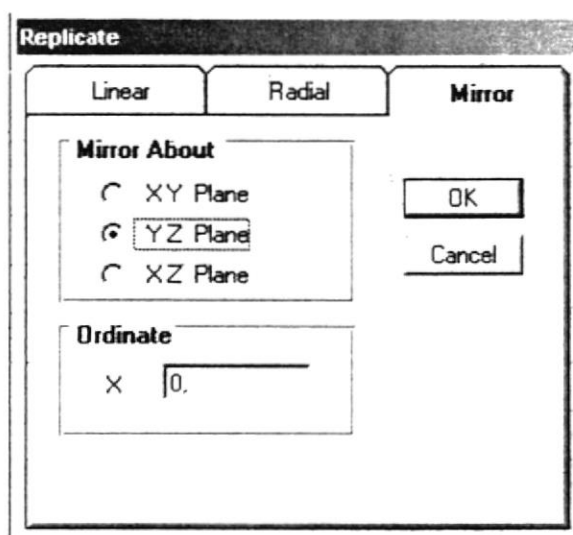 Replicate
Linear Radial Mirror
Mirror About
XY Plane
OK
YZ Plane
Cancel
XZ Plane
Ordinate
X 0,